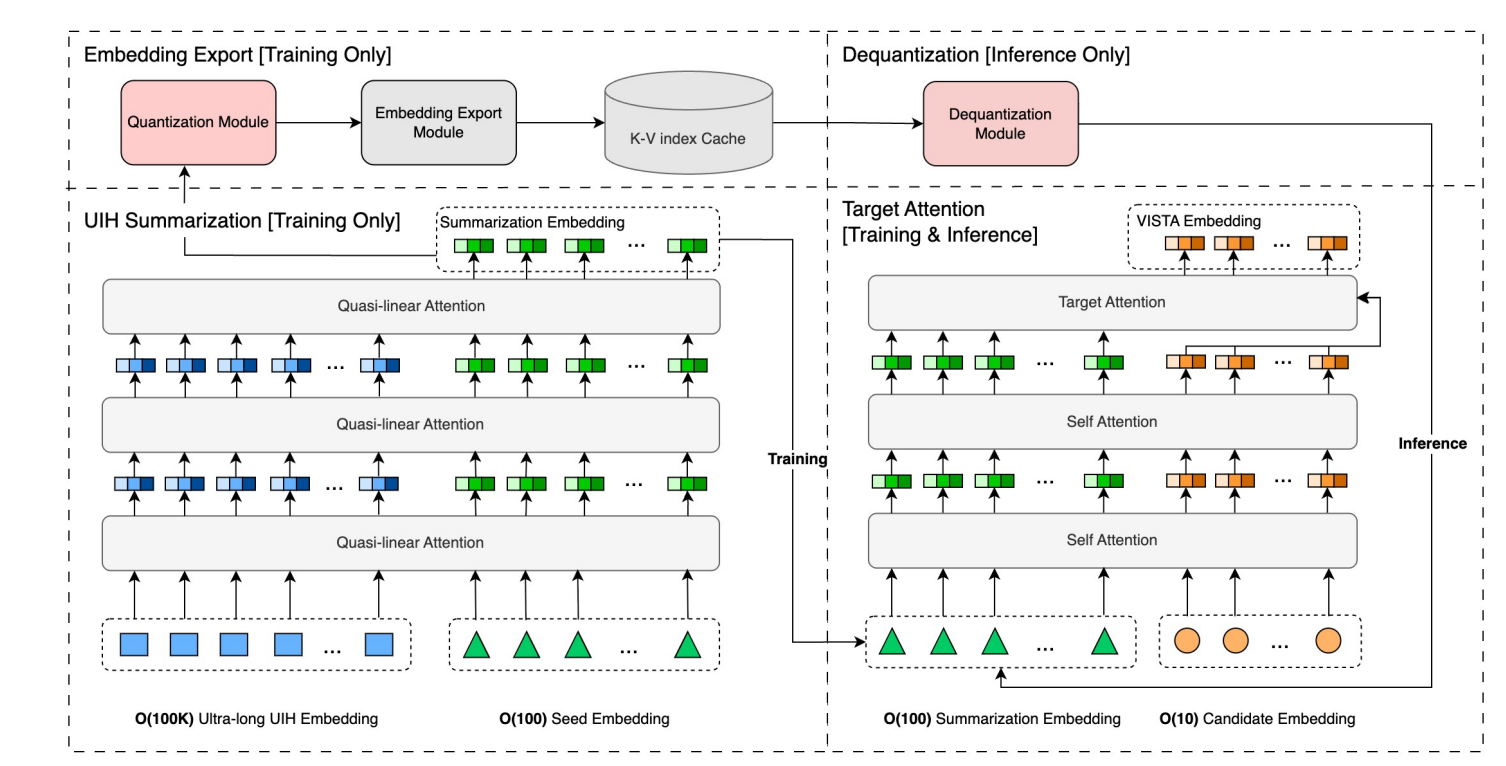 Embedding Export [Training Only]
Quantization Module
Embedding Export
Module
K-V index Cache
Dequantization [Inference Only]
Dequantization
Module
UIH Summarization [Training Only]
Summarization Embedding
...
Quasi-linear Attention
...
...
Quasi-linear Attention
...
...
Quasi-linear Attention
...
...
O(100K) Ultra-long UIH Embedding
O(100) Seed Embedding
Training
Target Attention
[Training & Inference]
VISTA Embedding
...
Target Attention
...
...
Self Attention
...
...
Self Attention
...
...
O(100) Summarization Embedding
O(10) Candidate Embedding
Inference